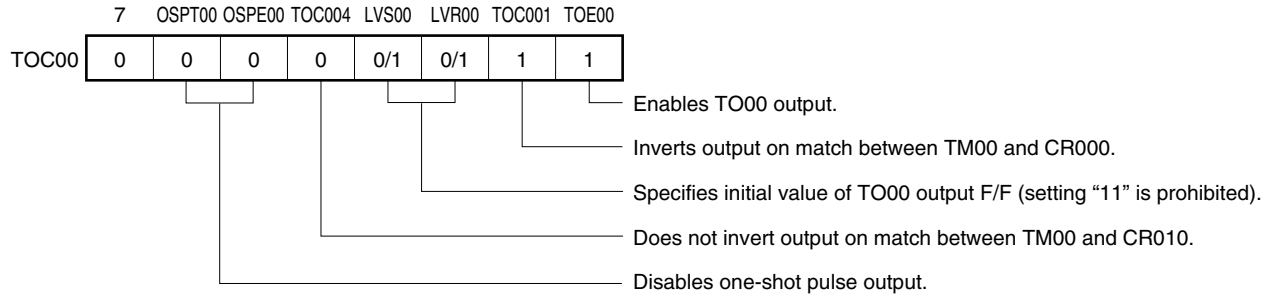 7 OSPT00 OSPE00 TOC004 LVS00 LVR00 TOC001 TOE00
TOC00 0 0 0 0 0/1 0/1 1 1
Enables TO00 output.
Inverts output on match between TM00 and CR000.
Specifies initial value of TO00 output F/F (setting “11” is prohibited).
Does not invert output on match between TM00 and CR010.
Disables one-shot pulse output.